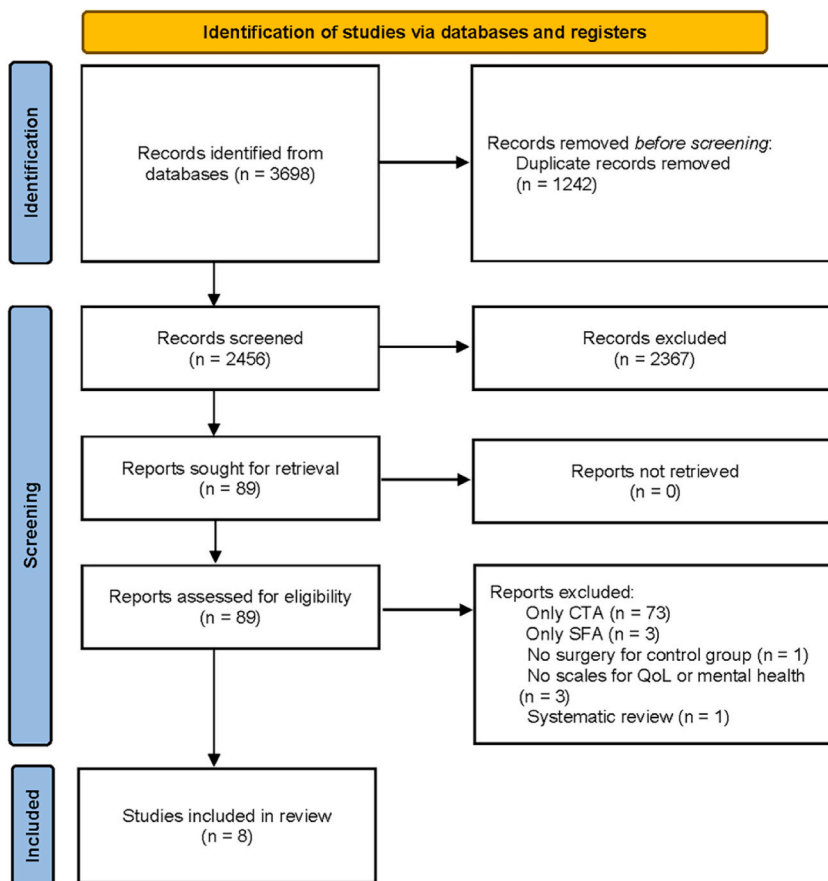 Identification of studies via databases and registers
Identification
Records identified from
databases (n = 3698)
Records removed before screening:
Duplicate records removed
(n = 1242)
Screening
Records screened
(n = 2456)
Records excluded
(n = 2367)
Reports sought for retrieval
(n = 89)
Reports not retrieved
(n = 0)
Reports assessed for eligibility
(n = 89)
Reports excluded:
Only CTA (n = 73)
Only SFA (n = 3)
No surgery for control group (n = 1)
No scales for QoL or mental health
(n = 3)
Systematic review (n = 1)
Included
Studies included in review
(n = 8)